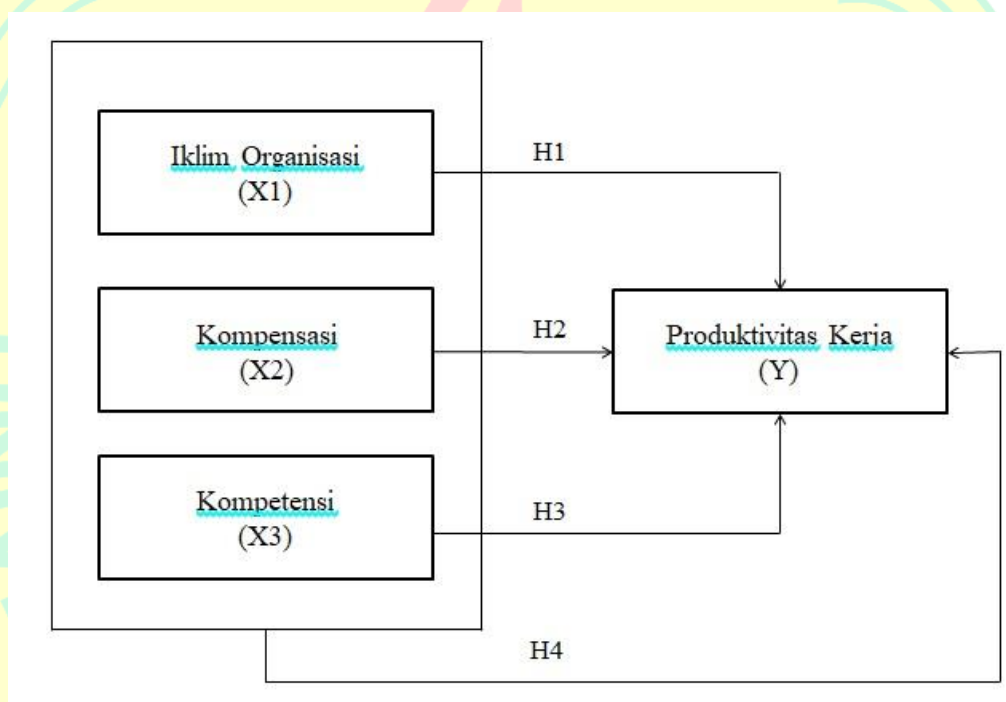 Iklim Organisasi
(X1)
H1
Kompensasi
(X2)
H2
Produktivitas Kerja
(Y)
Kompetensi
(X3)
H3
H4